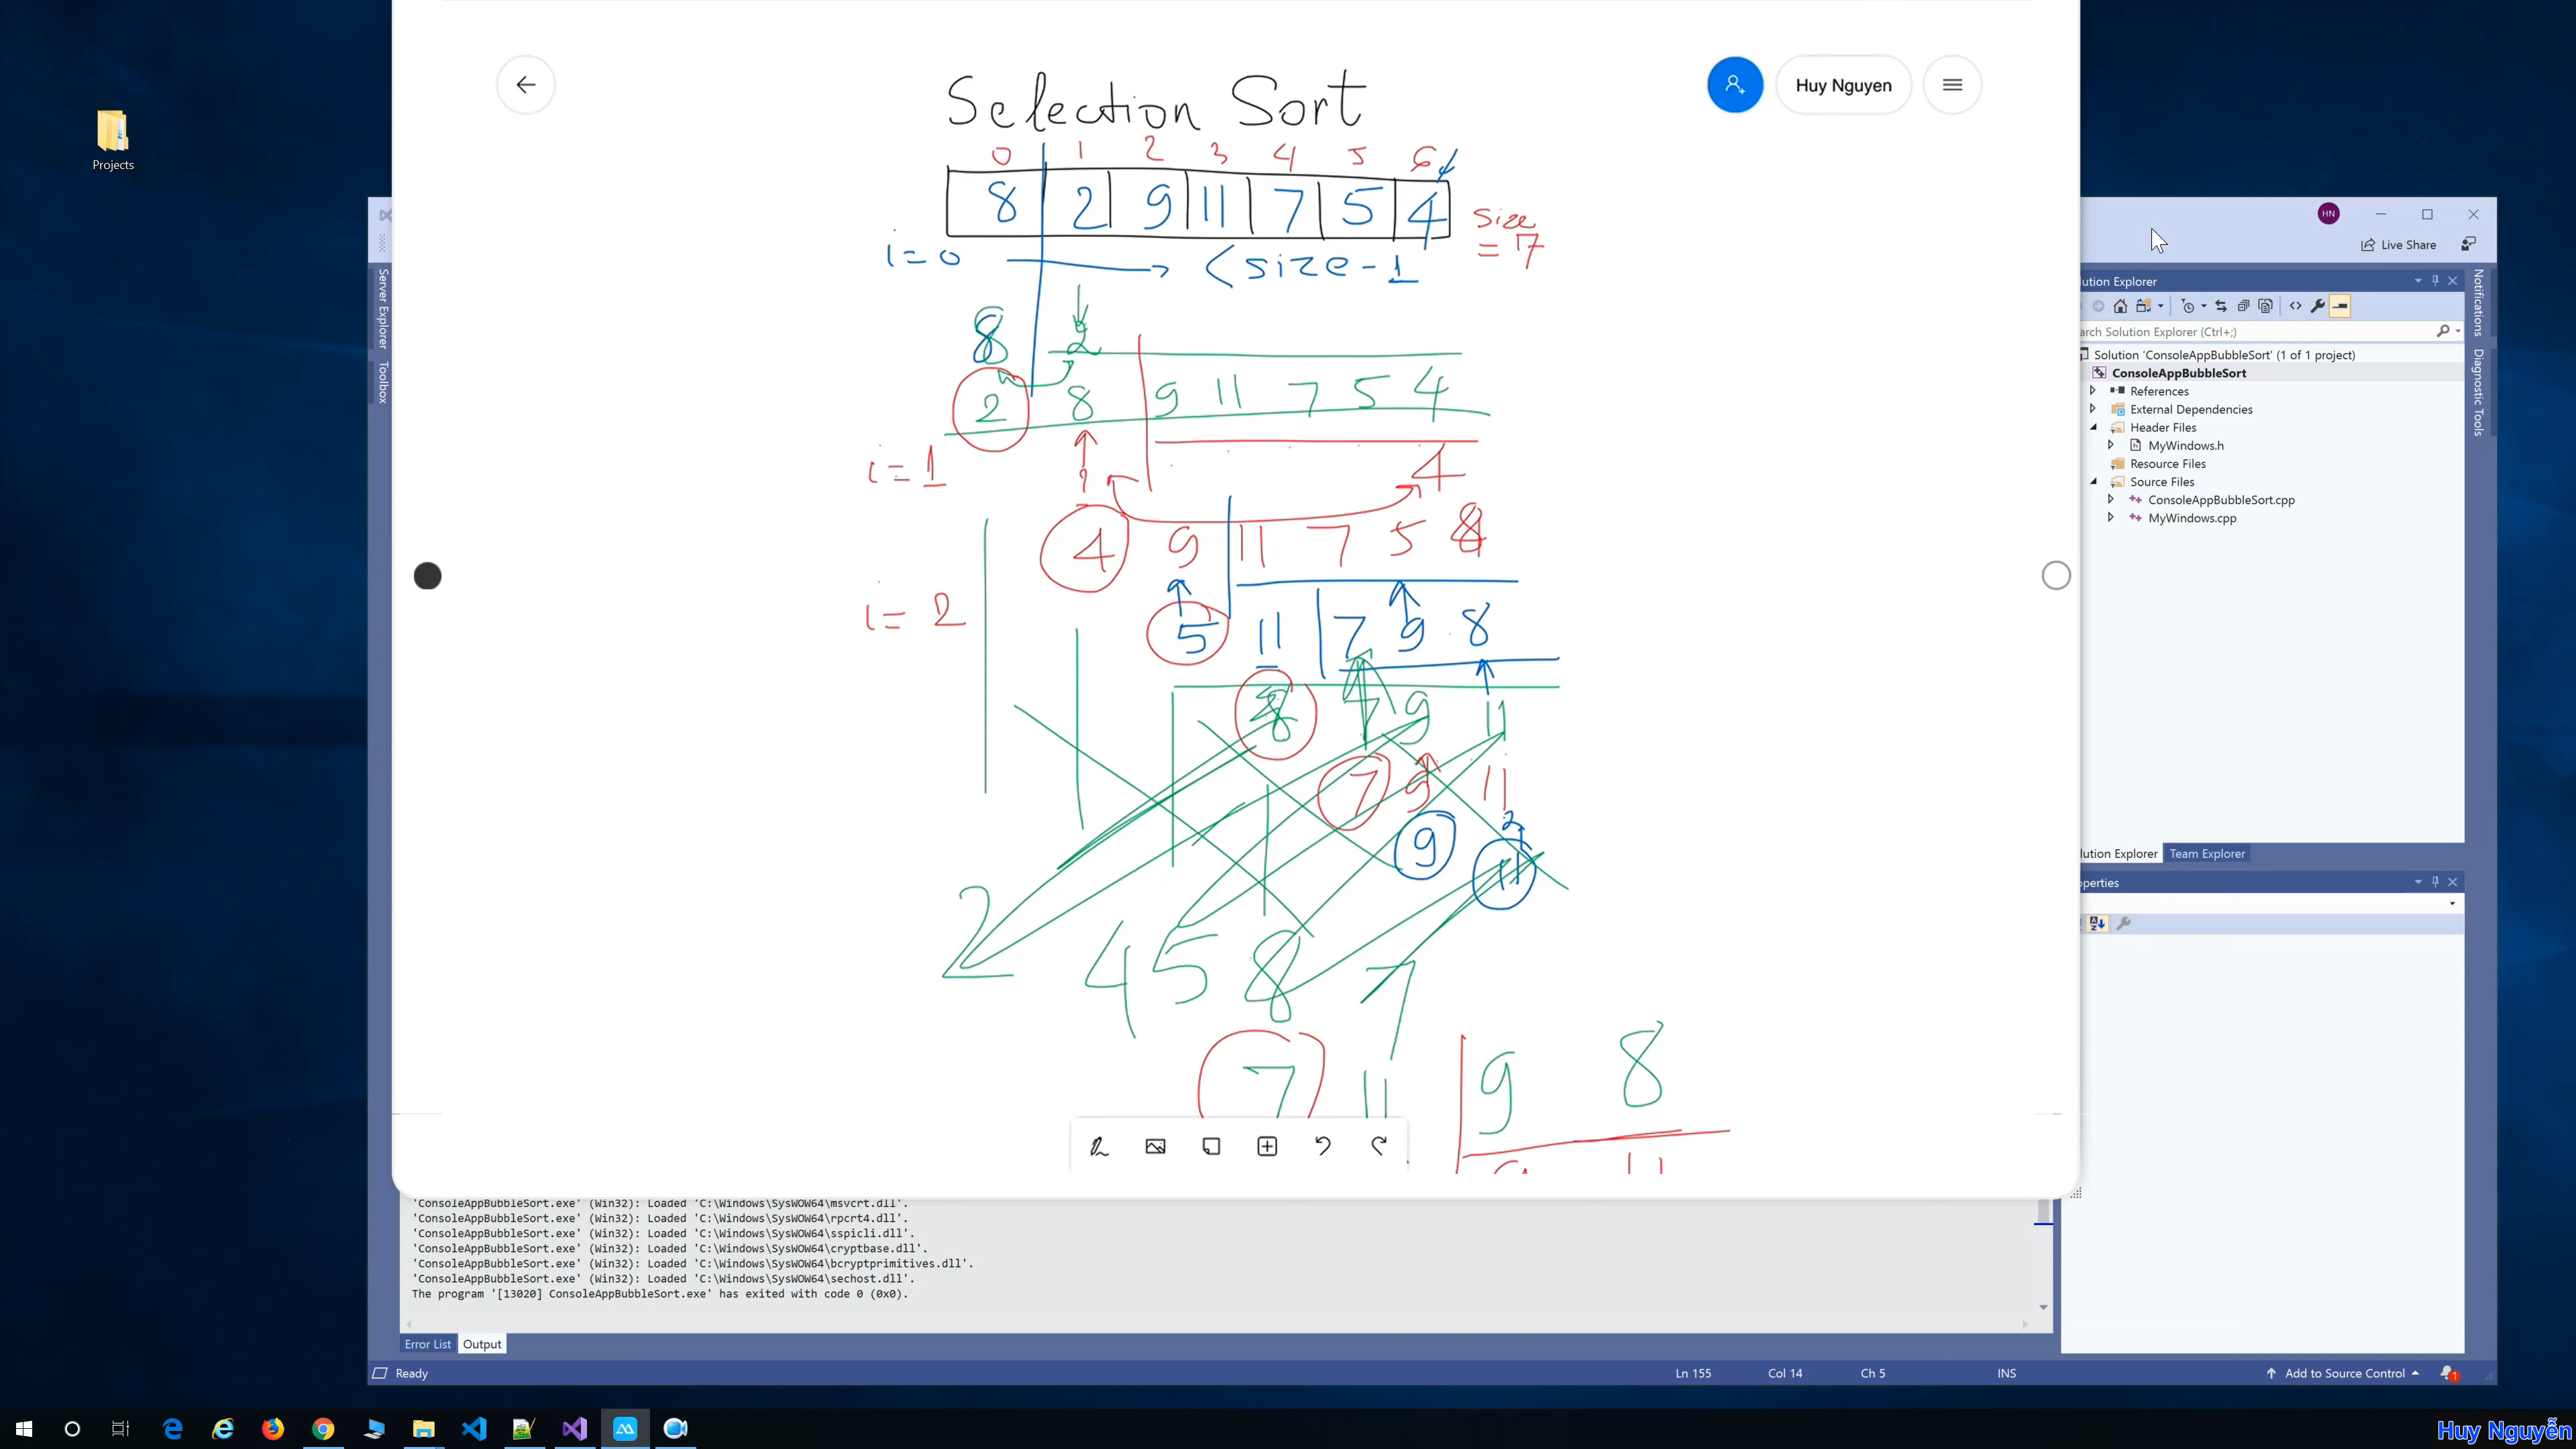 Projects
Huy Nguyen
Selection Sort
0 1 2 3 4 5 6
8 2 9 11 7 5 4
size = 7
i = 0 < size - 1
8 2
2 8 9 11 7 5 4
i = 1
4
4 9 11 7 5 8
i = 2
5 11 7 9 8
8 7 9 11
7 9 11
9
11
2 4 5 8 7
7 11 9 8
HN
Live Share
Server Explorer
Toolbox
Notifications
Diagnostic Tools
lution Explorer
arch Solution Explorer (Ctrl+;)
Solution 'ConsoleAppBubbleSort' (1 of 1 project)
ConsoleAppBubbleSort
References
External Dependencies
Header Files
MyWindows.h
Resource Files
Source Files
ConsoleAppBubbleSort.cpp
MyWindows.cpp
lution Explorer Team Explorer
operties
'ConsoleAppBubbleSort.exe' (Win32): Loaded 'C:\Windows\SysWOW64\msvcrt.dll'.
'ConsoleAppBubbleSort.exe' (Win32): Loaded 'C:\Windows\SysWOW64\rpcrt4.dll'.
'ConsoleAppBubbleSort.exe' (Win32): Loaded 'C:\Windows\SysWOW64\sspicli.dll'.
'ConsoleAppBubbleSort.exe' (Win32): Loaded 'C:\Windows\SysWOW64\cryptbase.dll'.
'ConsoleAppBubbleSort.exe' (Win32): Loaded 'C:\Windows\SysWOW64\bcryptprimitives.dll'.
'ConsoleAppBubbleSort.exe' (Win32): Loaded 'C:\Windows\SysWOW64\sechost.dll'.
The program '[13020] ConsoleAppBubbleSort.exe' has exited with code 0 (0x0).
Error List Output
Ready Ln 155 Col 14 Ch 5 INS Add to Source Control 1
Huy Nguyễn